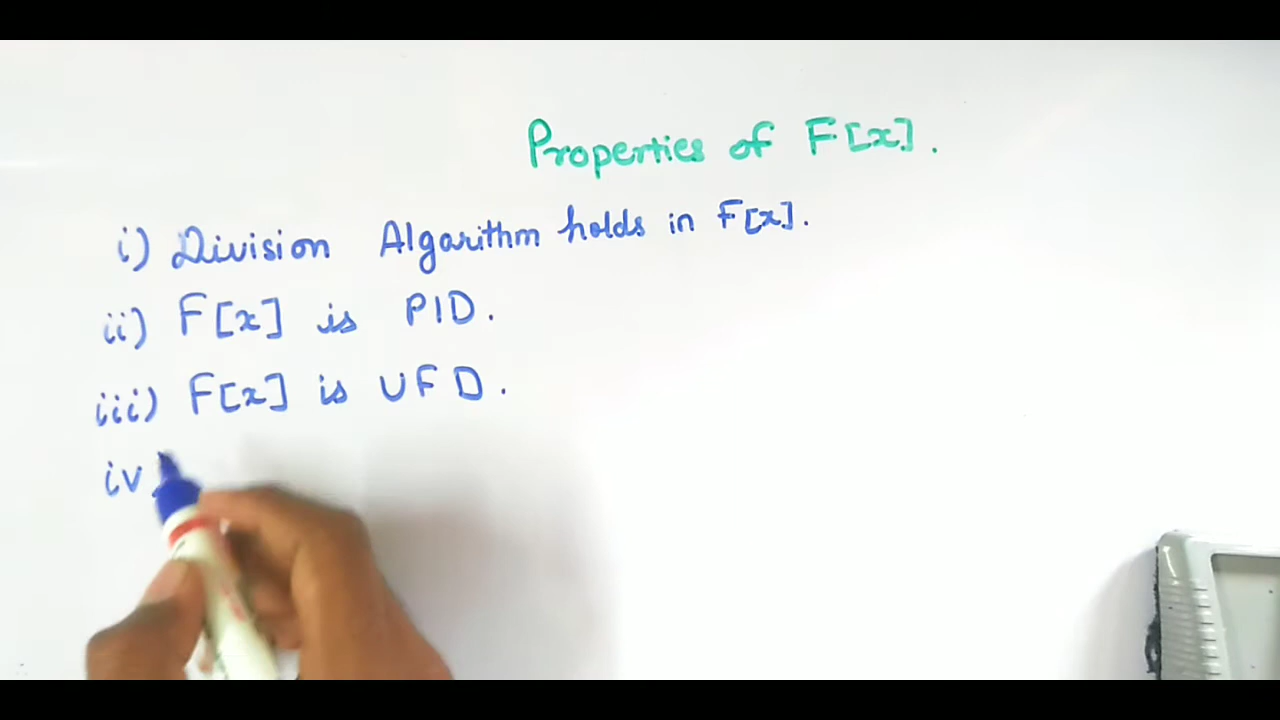 Properties of F[x].
i) Division Algorithm holds in F[x].
ii) F[x] is PID.
iii) F[x] is UFD.
iv)